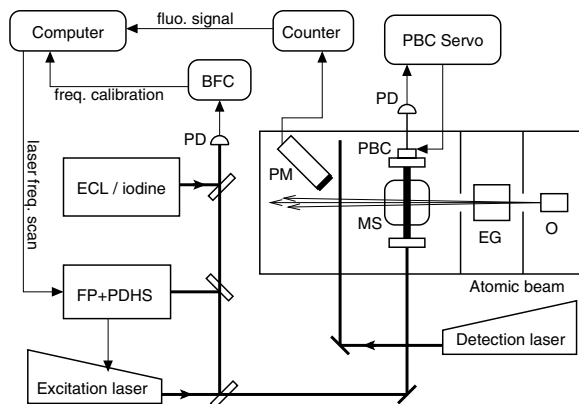 fluo. signal
Computer
Counter
PBC Servo
BFC
freq. calibration
PD
PD
laser freq. scan
PBC
PM
ECL / iodine
MS
EG
O
FP+PDHS
Atomic beam
Detection laser
Excitation laser